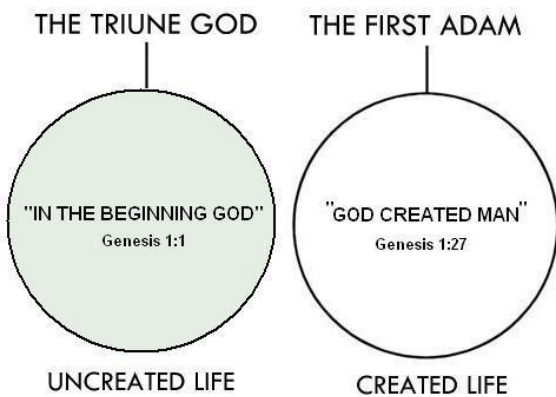 THE TRIUNE GOD
"IN THE BEGINNING GOD"
Genesis 1:1
UNCREATED LIFE
THE FIRST ADAM
"GOD CREATED MAN"
Genesis 1:27
CREATED LIFE